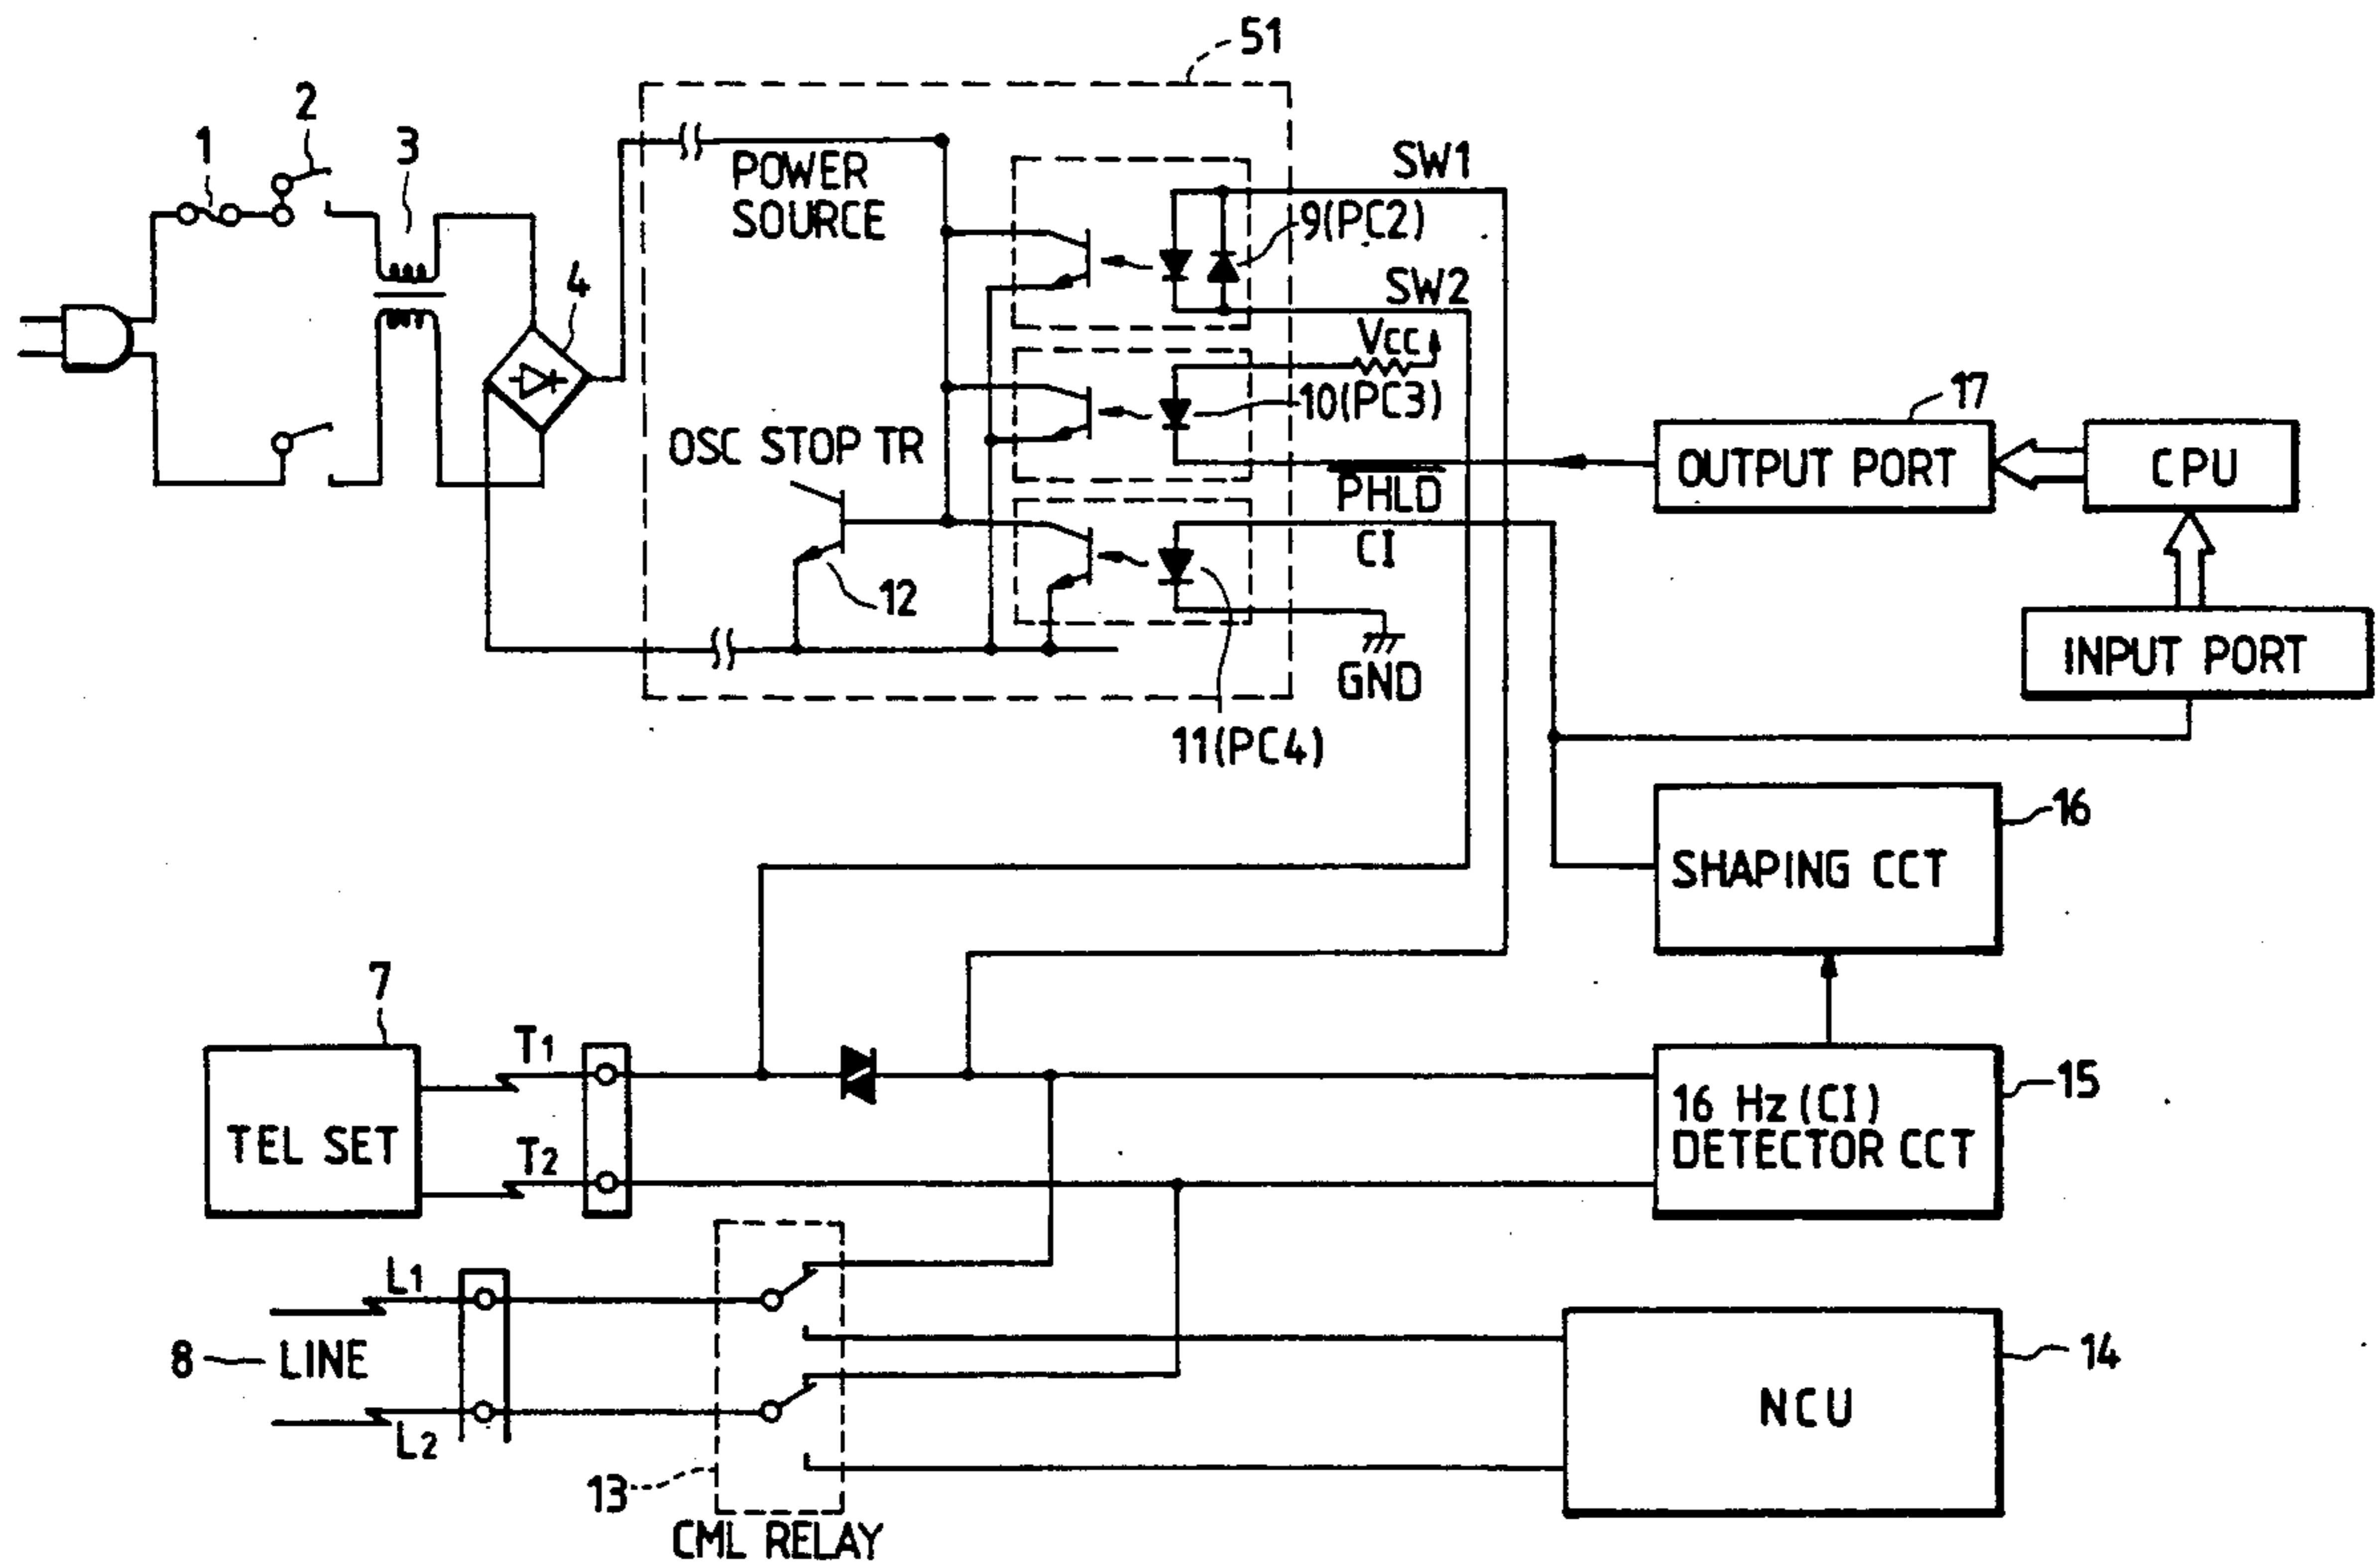 51
2
1
3
POWER
SOURCE
SW1
9(PC2)
4
SW2
Vcc
10(PC3)
17
OSC STOP TR
OUTPUT PORT
CPU
PHLD
CI
12
INPUT PORT
GND
11(PC4)
16
SHAPING CCT
7
T1
15
16 Hz (CI)
DETECTOR CCT
TEL SET
T2
L1
8
LINE
14
NCU
L2
13
CML RELAY